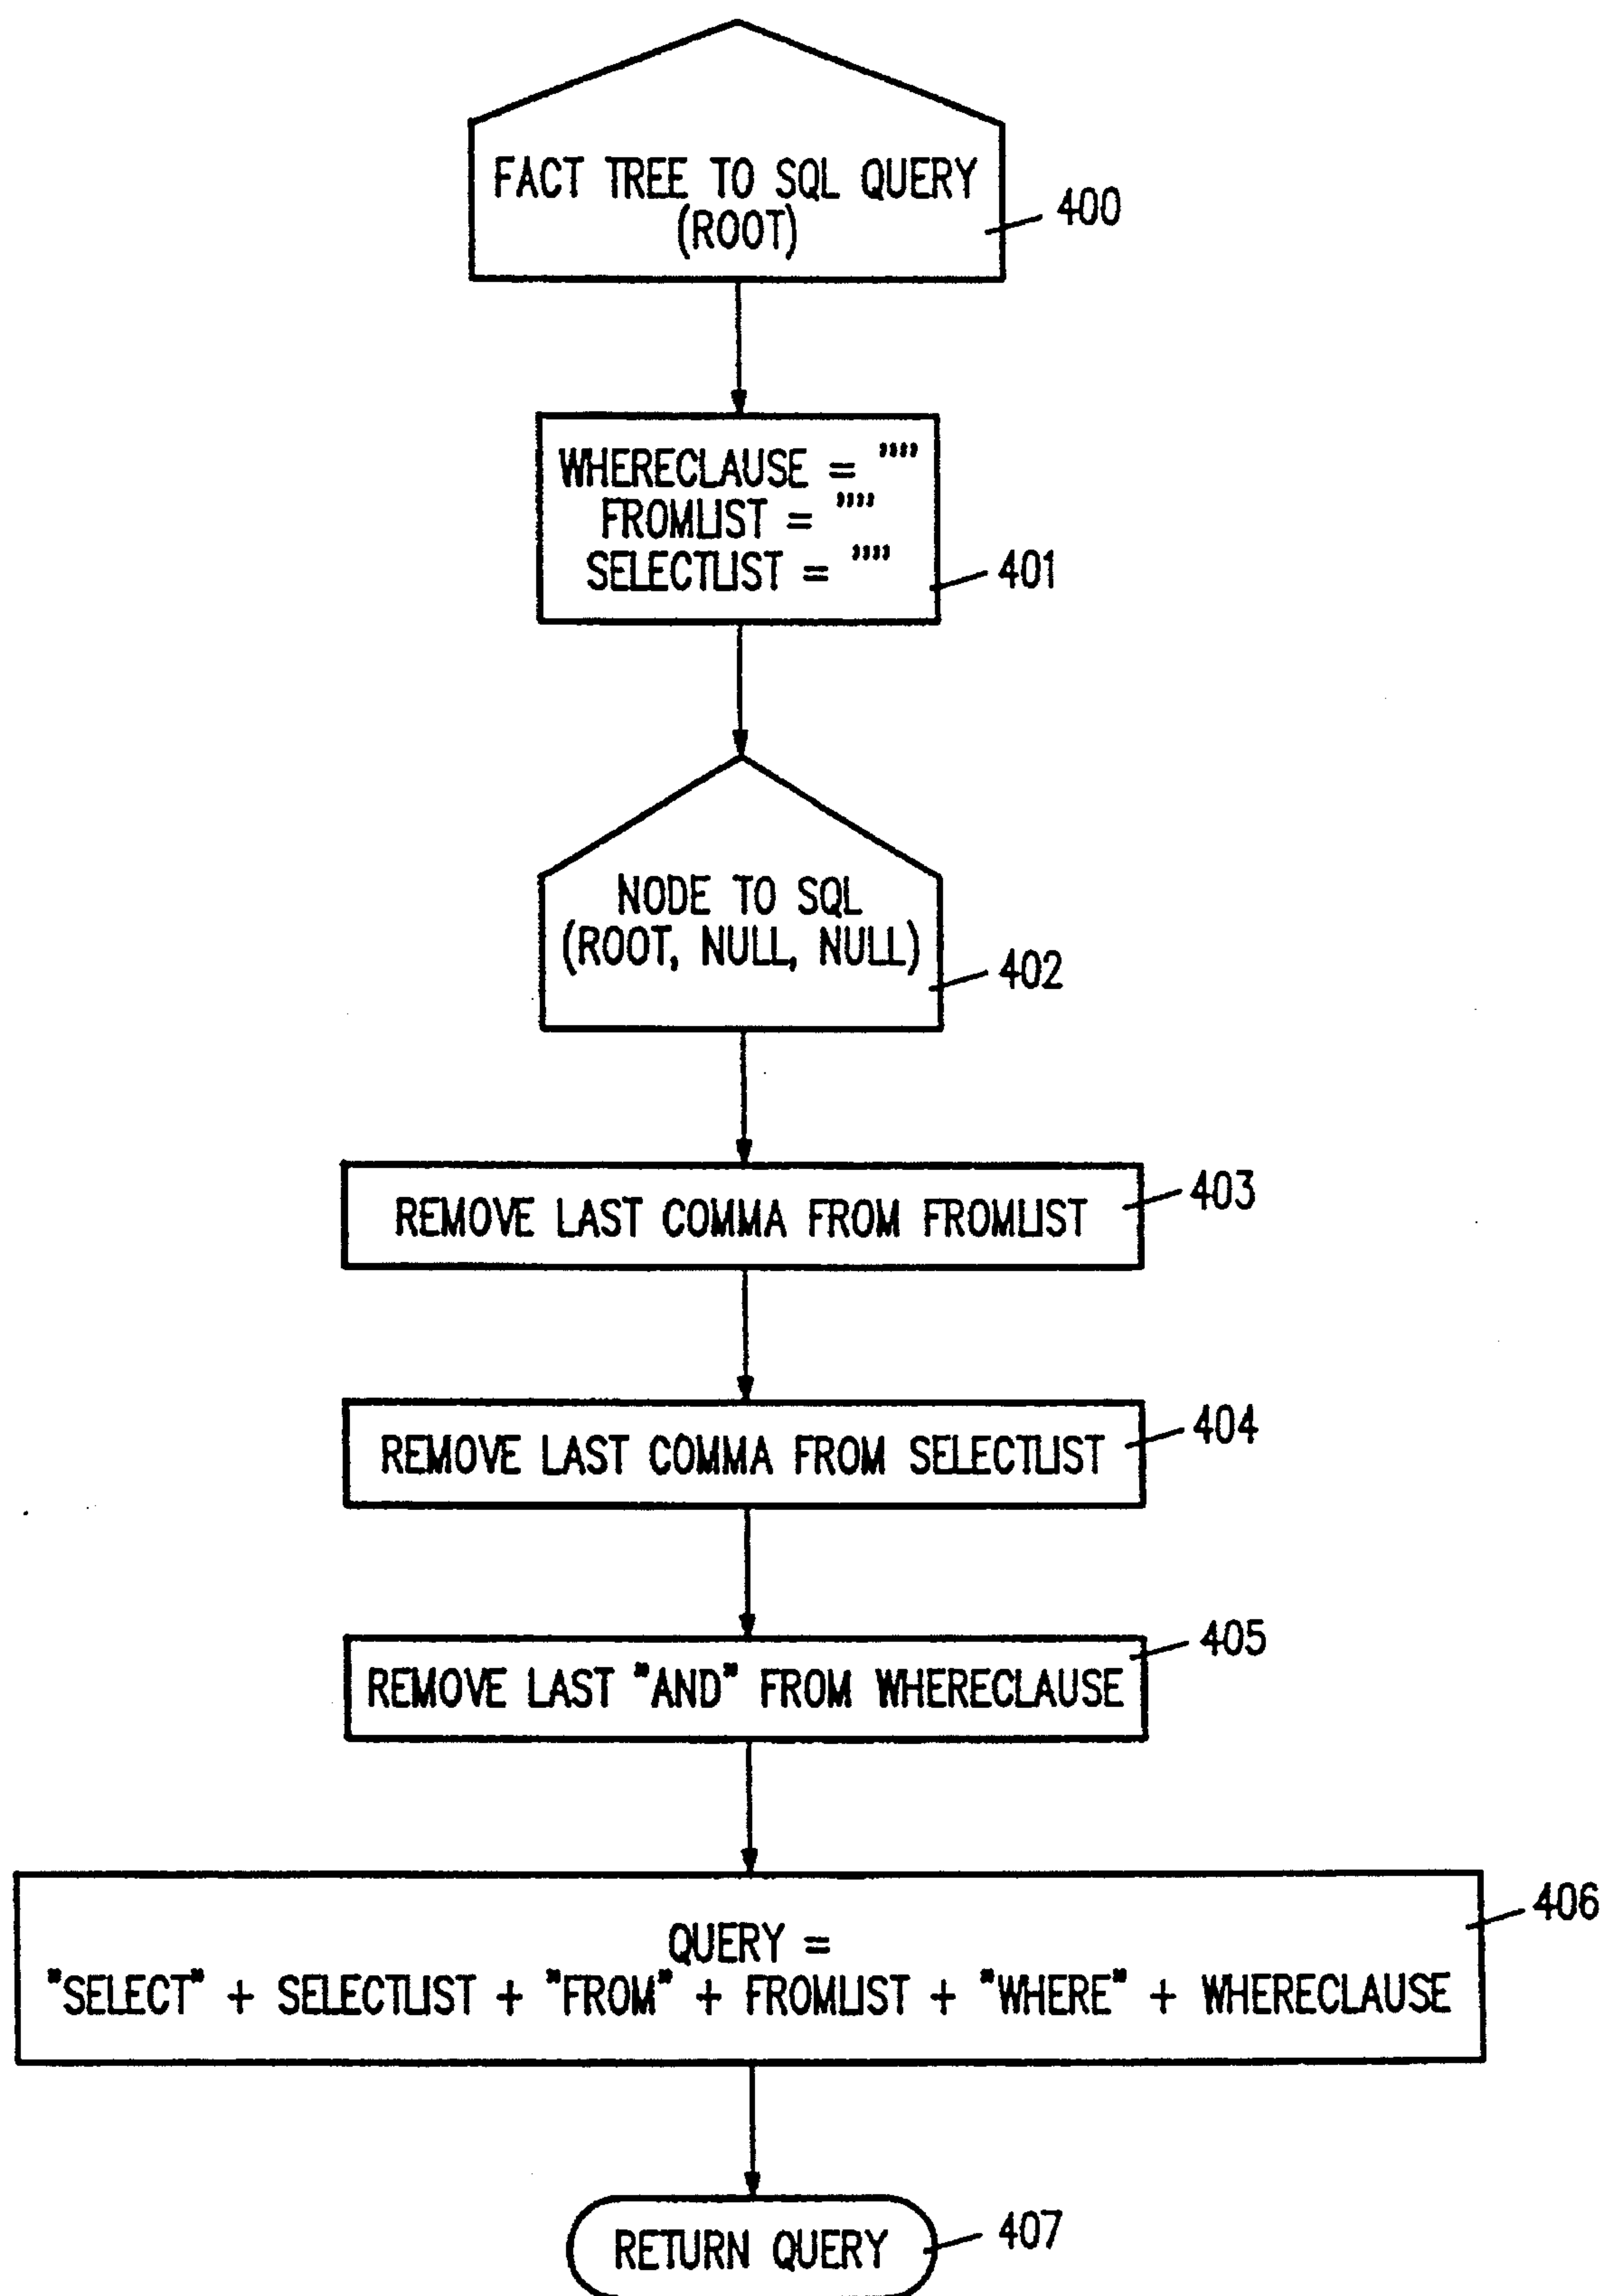 FACT TREE TO SQL QUERY
(ROOT)
400
WHERECLAUSE = ""
FROMLIST = ""
SELECTLIST = ""
401
NODE TO SQL
(ROOT, NULL, NULL)
402
REMOVE LAST COMMA FROM FROMLIST
403
REMOVE LAST COMMA FROM SELECTLIST
404
REMOVE LAST "AND" FROM WHERECLAUSE
405
QUERY =
"SELECT" + SELECTLIST + "FROM" + FROMLIST + "WHERE" + WHERECLAUSE
406
RETURN QUERY
407